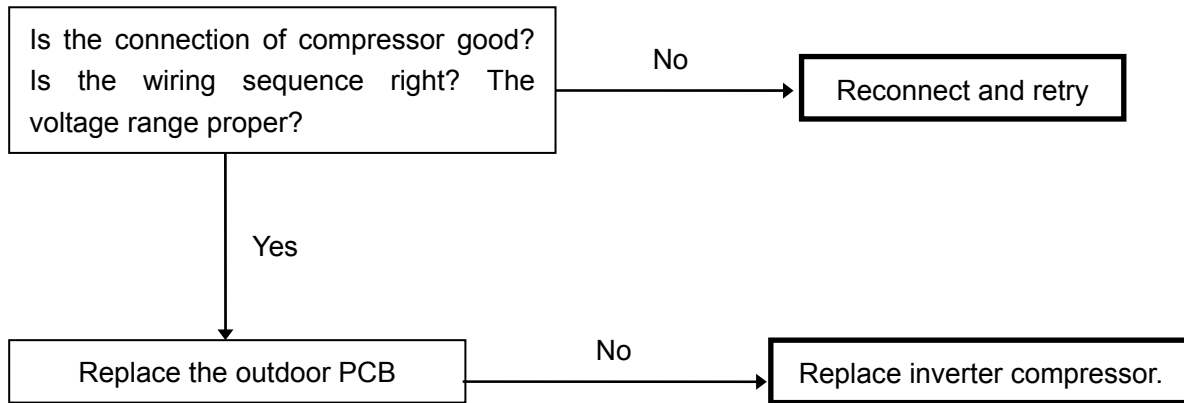 Is the connection of compressor good?
Is the wiring sequence right? The
voltage range proper?
No
Reconnect and retry
Yes
Replace the outdoor PCB
No
Replace inverter compressor.